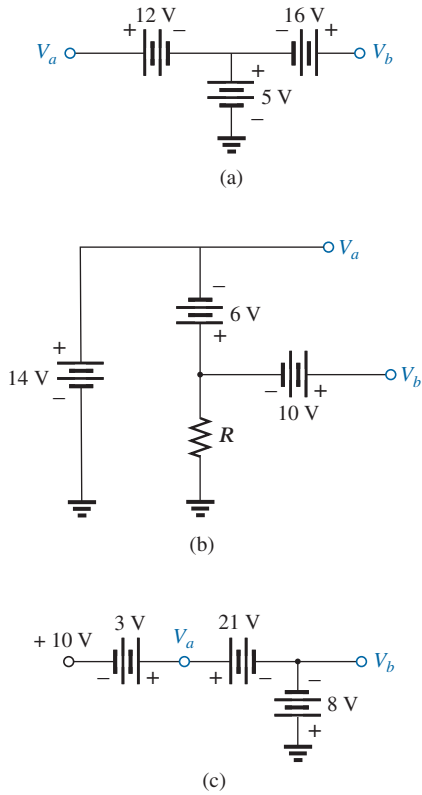 12 V 16 V
+ − − +
V_a V_b
+
5 V
−
(a)
V_a
−
6 V
+
+
14 V
−
− +
V_b
10 V
R
(b)
3 V V_a 21 V
+ 10 V
V_b
− + + − −
8 V
+
(c)